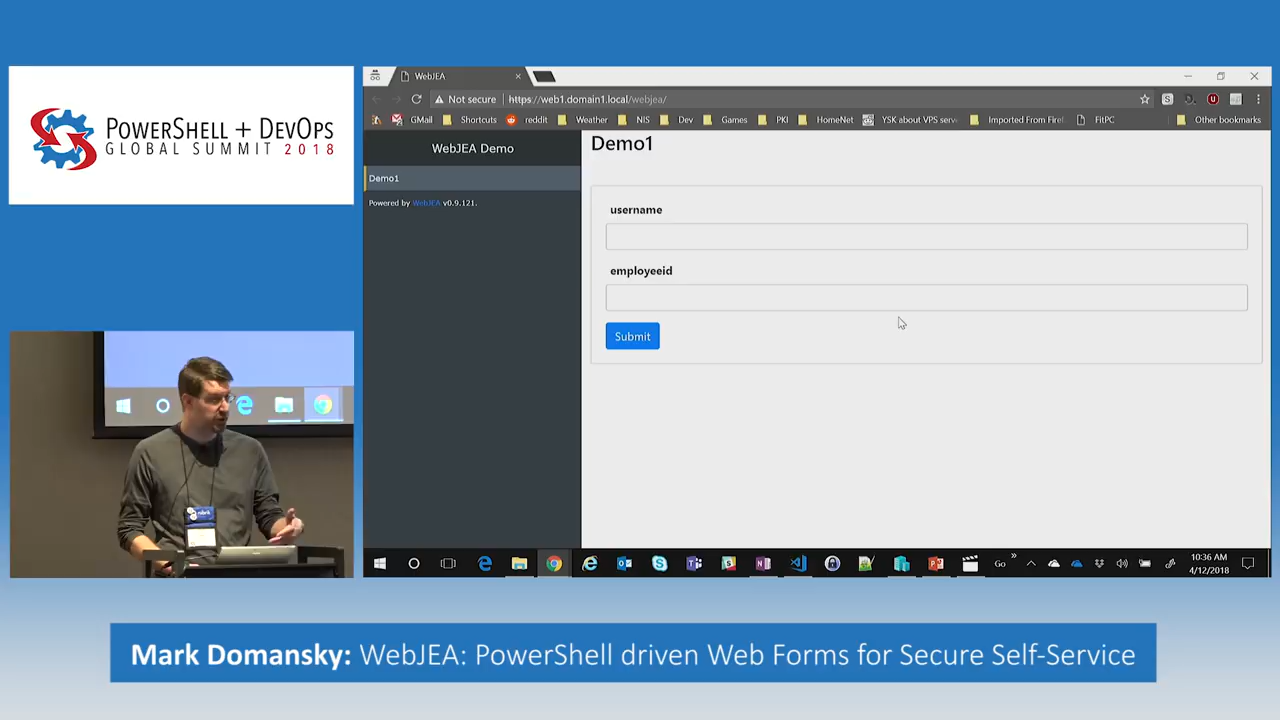 POWERSHELL + DEVOPS
GLOBAL SUMMIT 2018
WebJEA
Not secure
https://web1.domain1.local/webjea/
GMail
Shortcuts
reddit
Weather
NIS
Dev
Games
PKI
HomeNet
YSK about VPS serv
Imported From Firef
FitPC
Other bookmarks
WebJEA Demo
Demo1
Powered by WebJEA v0.9.121.
Demo1
username
employeeid
Submit
Go
10:36 AM
4/12/2018
rubrik
Mark Domansky: WebJEA: PowerShell driven Web Forms for Secure Self-Service